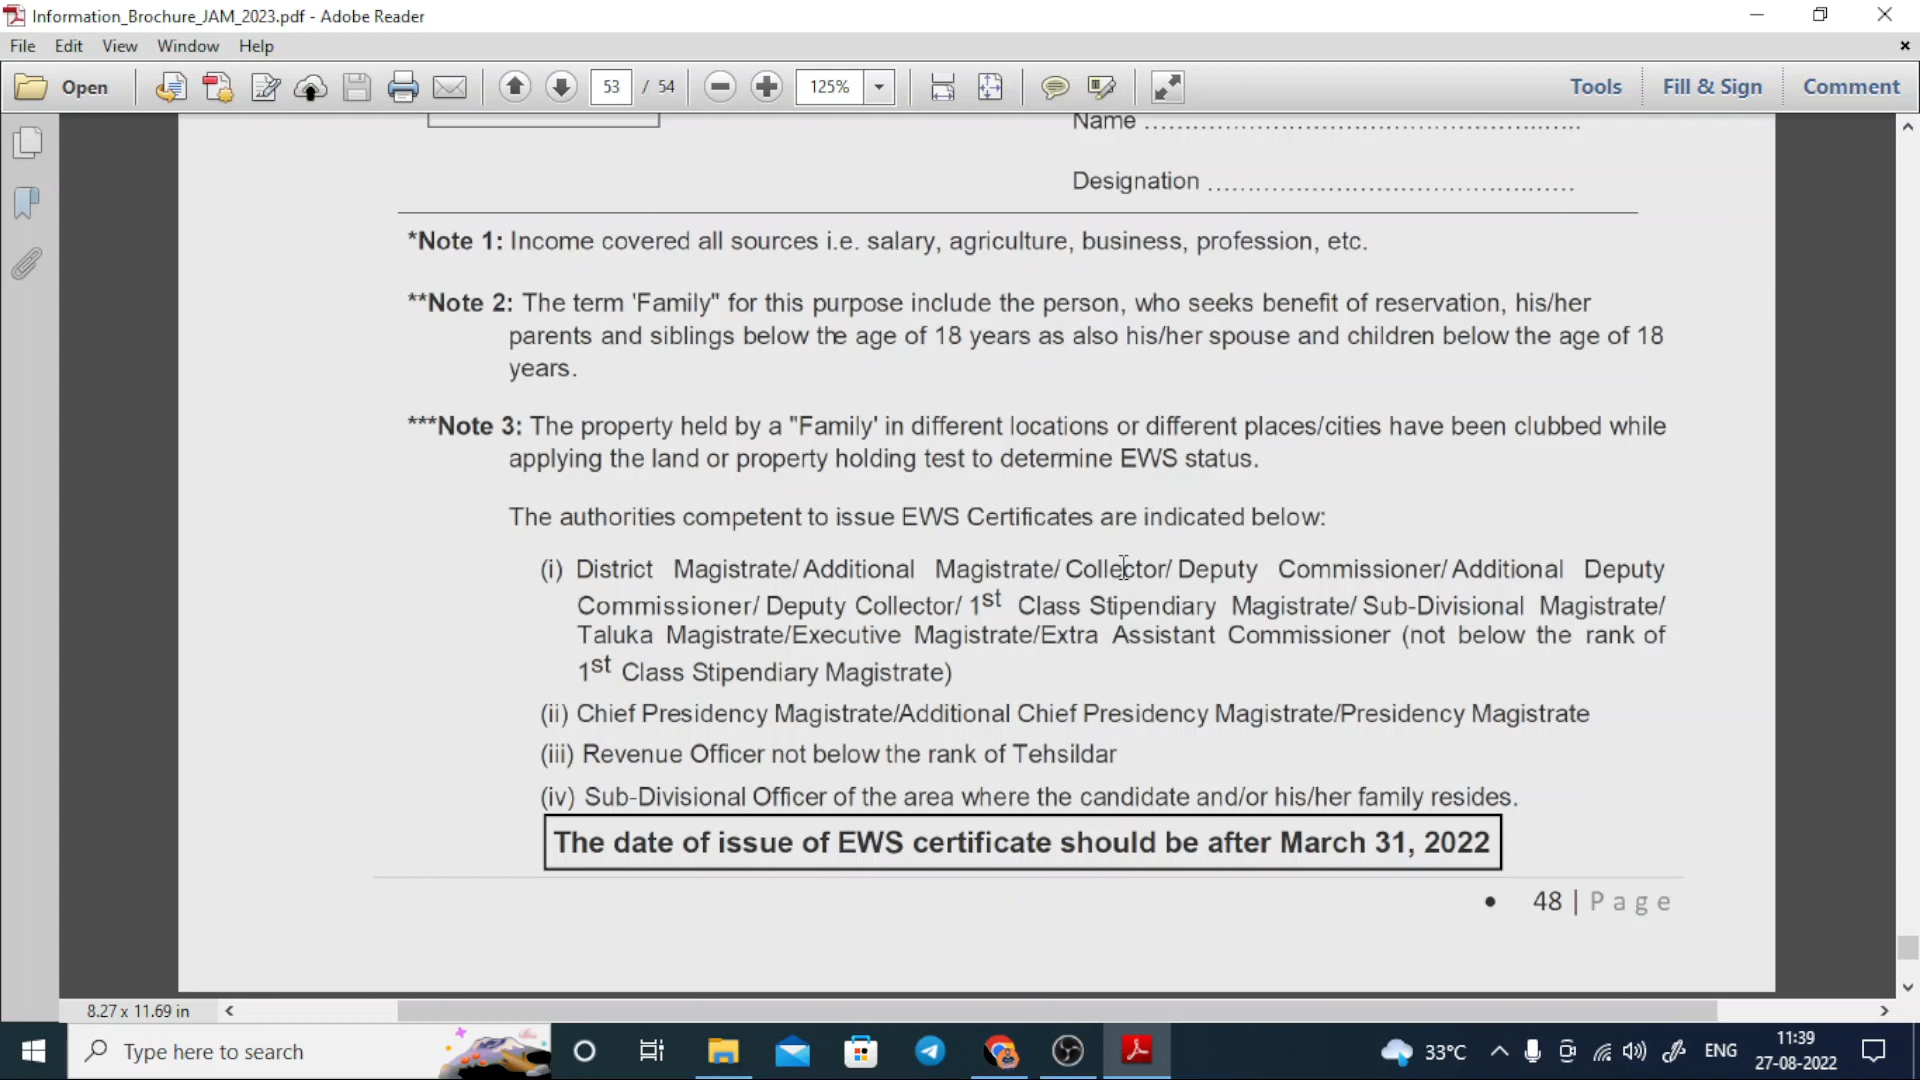 Information_Brochure_JAM_2023.pdf - Adobe Reader
File Edit View Window Help
Open 53 / 54 125% Tools Fill & Sign Comment
Name ......................................................
Designation ..............................................
*Note 1: Income covered all sources i.e. salary, agriculture, business, profession, etc.
**Note 2: The term 'Family" for this purpose include the person, who seeks benefit of reservation, his/her
parents and siblings below the age of 18 years as also his/her spouse and children below the age of 18
years.
***Note 3: The property held by a "Family' in different locations or different places/cities have been clubbed while
applying the land or property holding test to determine EWS status.
The authorities competent to issue EWS Certificates are indicated below:
(i) District Magistrate/ Additional Magistrate/ Collector/ Deputy Commissioner/ Additional Deputy
Commissioner/ Deputy Collector/ 1st Class Stipendiary Magistrate/ Sub-Divisional Magistrate/
Taluka Magistrate/Executive Magistrate/Extra Assistant Commissioner (not below the rank of
1st Class Stipendiary Magistrate)
(ii) Chief Presidency Magistrate/Additional Chief Presidency Magistrate/Presidency Magistrate
(iii) Revenue Officer not below the rank of Tehsildar
(iv) Sub-Divisional Officer of the area where the candidate and/or his/her family resides.
The date of issue of EWS certificate should be after March 31, 2022
• 48 | Page
8.27 x 11.69 in
Type here to search
33°C ENG
11:39
27-08-2022